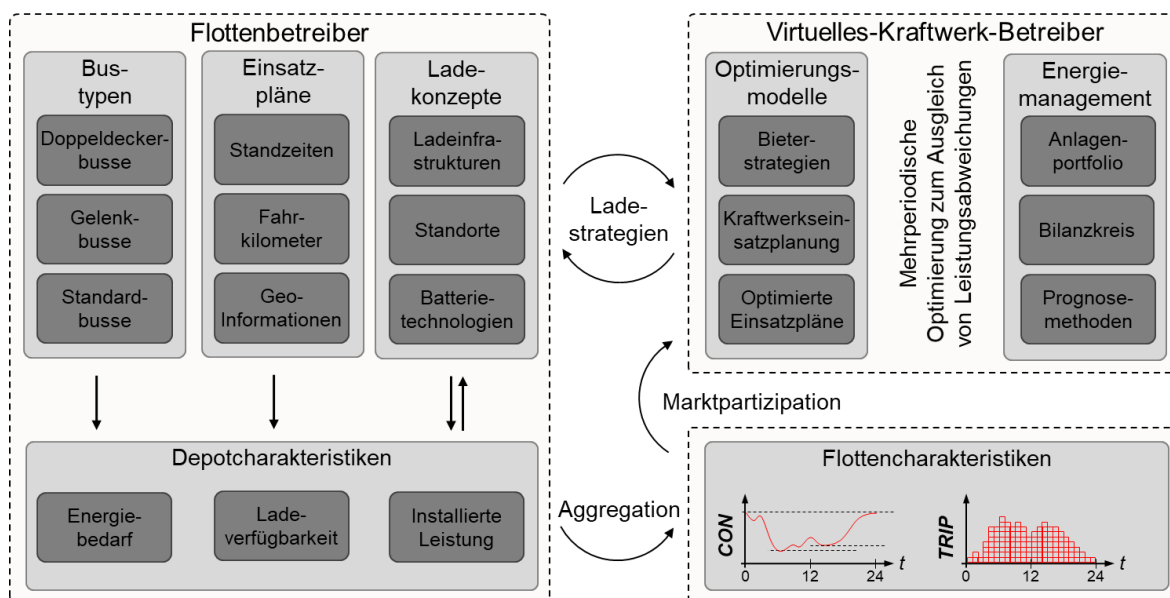 Flottenbetreiber
Bus-
typen
Doppeldecker-
busse
Gelenk-
busse
Standard-
busse
Einsatz-
pläne
Standzeiten
Fahr-
kilometer
Geo-
Informationen
Lade-
konzepte
Ladeinfra-
strukturen
Standorte
Batterie-
technologien
Depotcharakteristiken
Energie-
bedarf
Lade-
verfügbarkeit
Installierte
Leistung
Lade-
strategien
Marktpartizipation
Aggregation
Virtuelles-Kraftwerk-Betreiber
Optimierungs-
modelle
Bieter-
strategien
Kraftwerksein-
satzplanung
Optimierte
Einsatzpläne
Mehrperiodische
Optimierung zum Ausgleich
von Leistungsabweichungen
Energie-
management
Anlagen-
portfolio
Bilanzkreis
Prognose-
methoden
Flottencharakteristiken
CON
0 12 24 t
TRIP
0 12 24 t